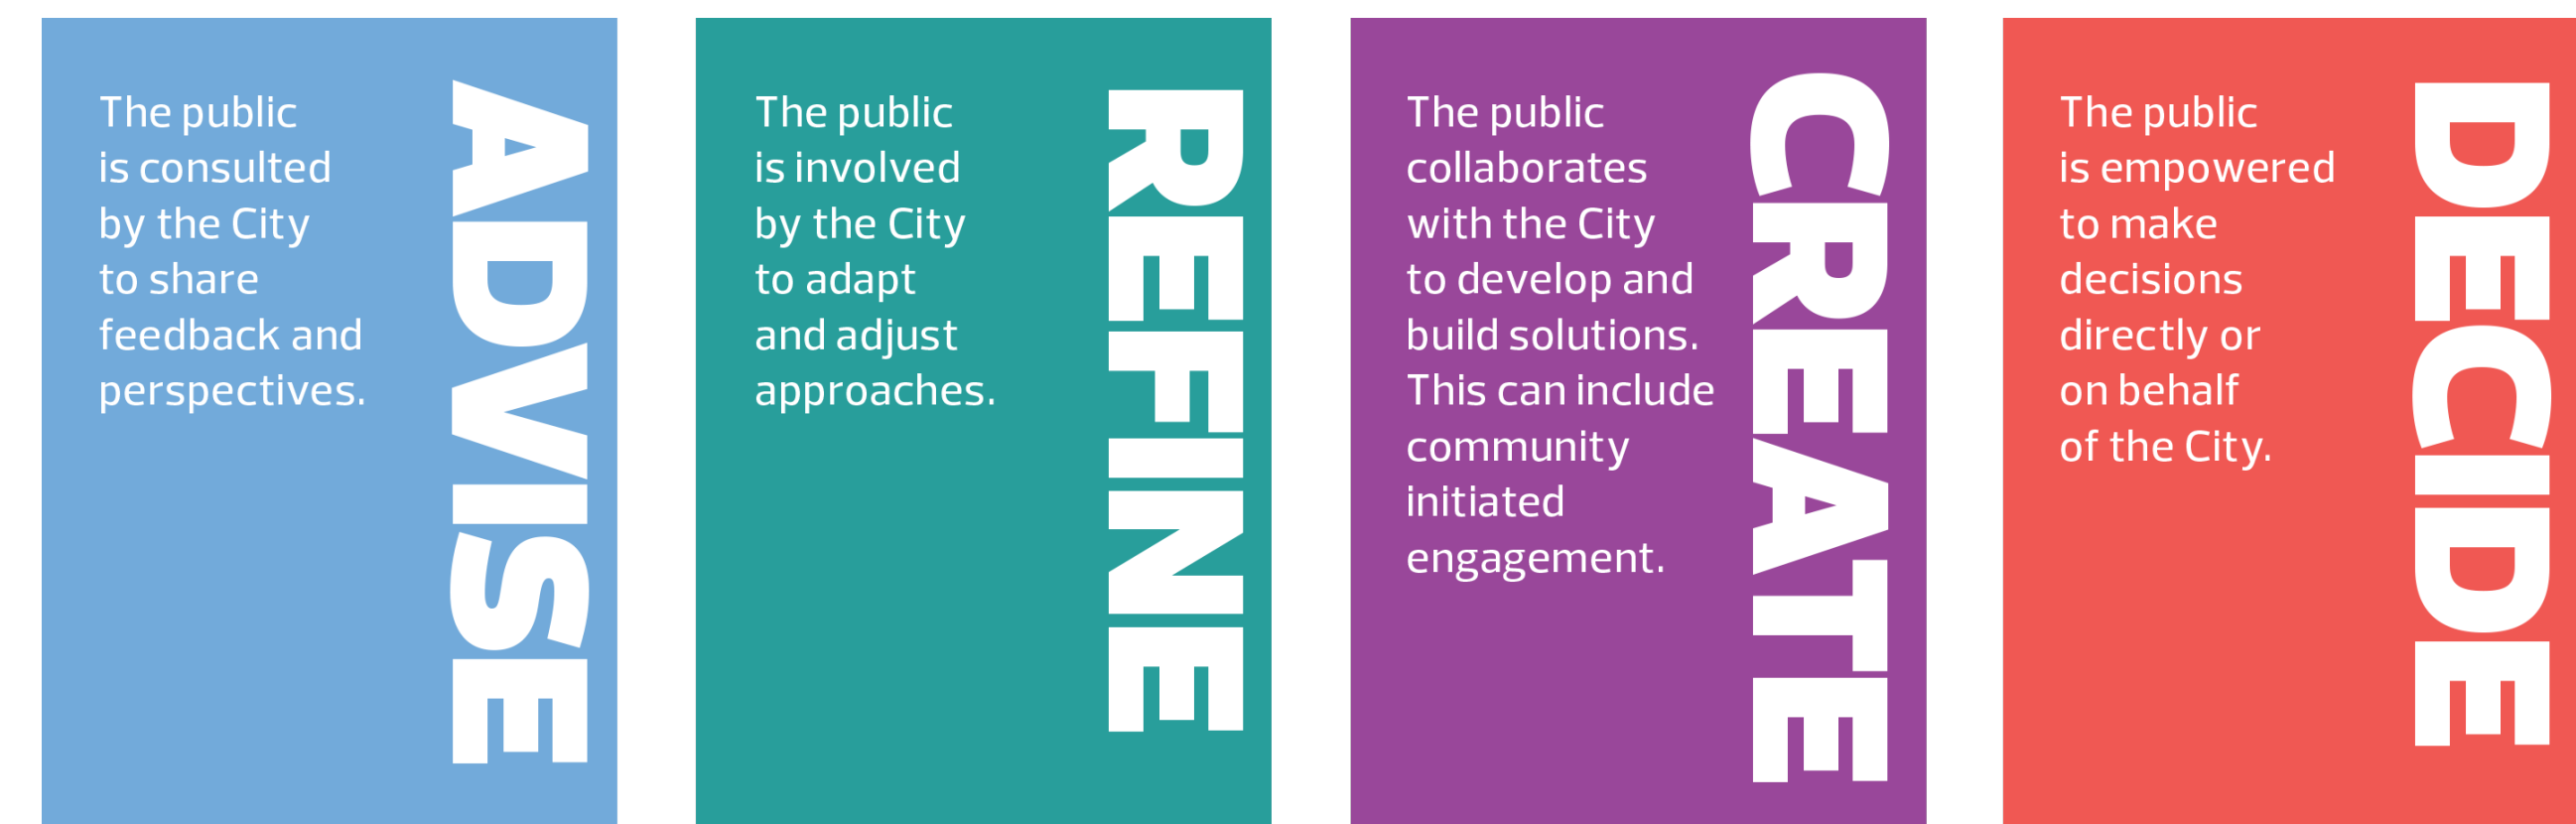 The public
is consulted
by the City
to share
feedback and
perspectives.
ADVISE
The public
is involved
by the City
to adapt
and adjust
approaches.
REFINE
The public
collaborates
with the City
to develop and
build solutions.
This can include
community
initiated
engagement.
CREATE
The public
is empowered
to make
decisions
directly or
on behalf
of the City.
DECIDE